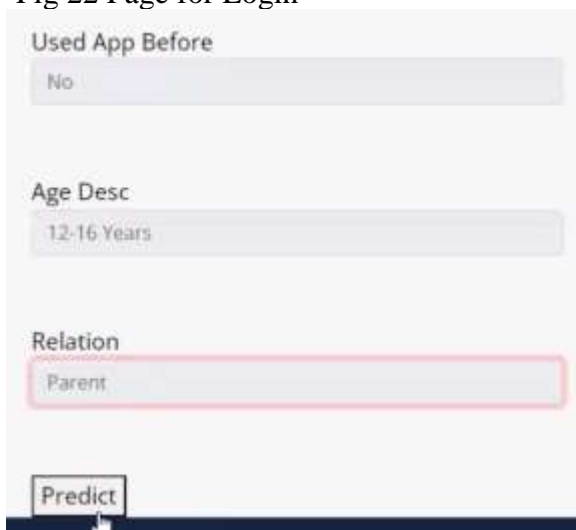 Fig 22 Page for Login
Used App Before
No
Age Desc
12-16 Years
Relation
Parent
Predict